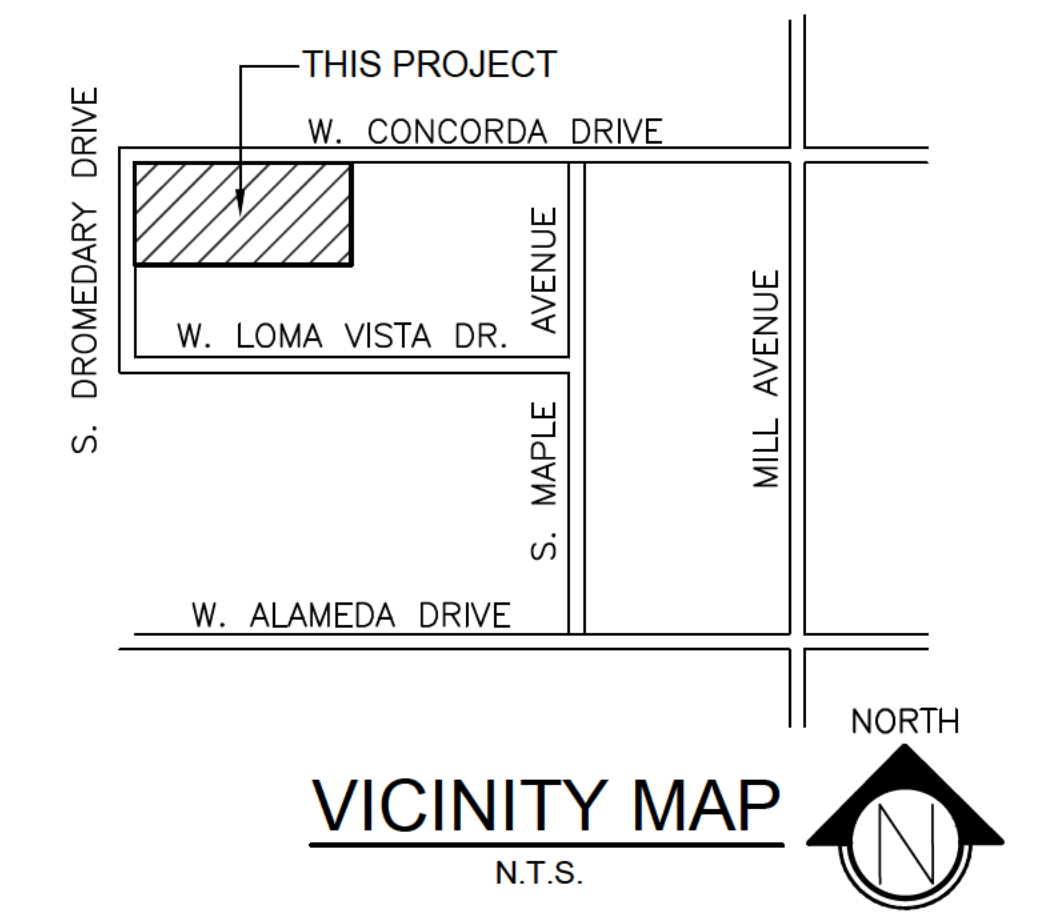 THIS PROJECT
W. CONCORDA DRIVE
S. DROMEDARY DRIVE
W. LOMA VISTA DR.
S. MAPLE AVENUE
MILL AVENUE
W. ALAMEDA DRIVE
NORTH
N
VICINITY MAP
N.T.S.